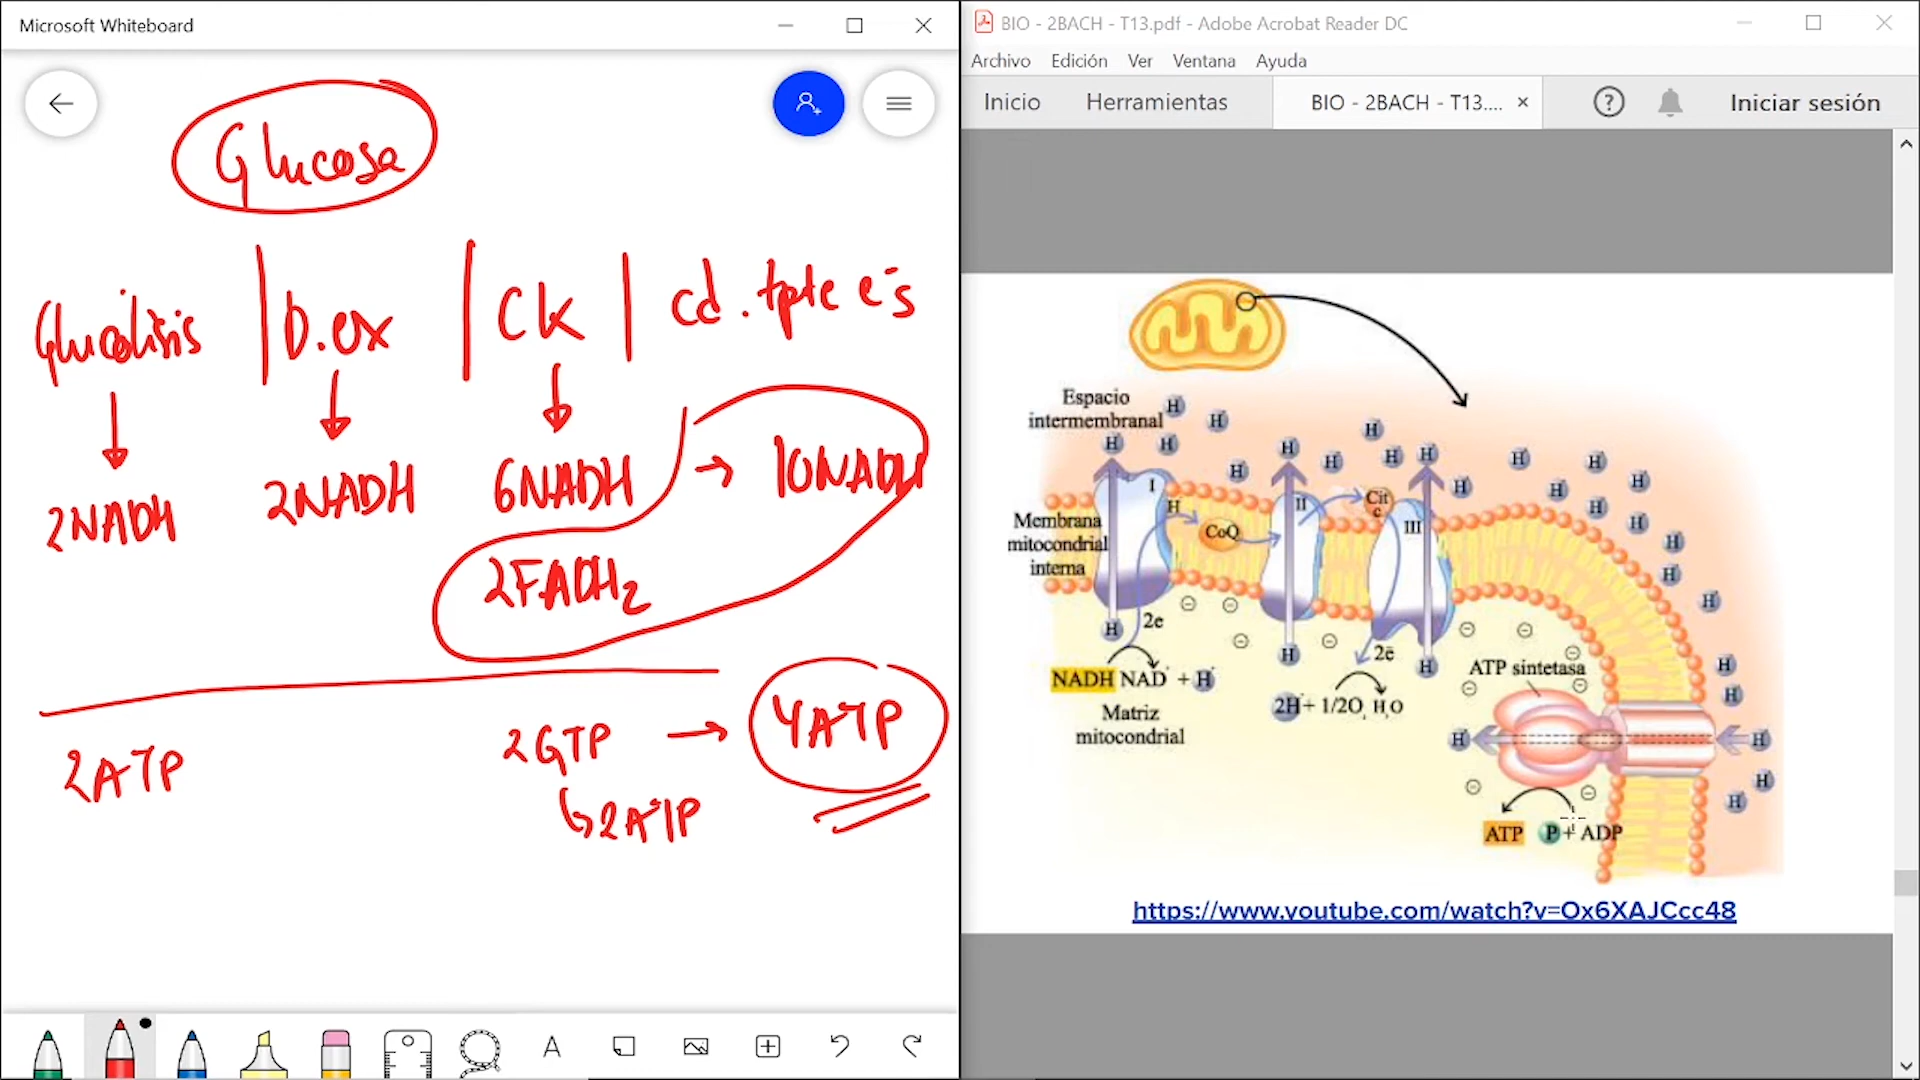 Microsoft Whiteboard
Glucosa
Glucolisis | D.ox | CK | cd. tpte e-s
2NADH 2NADH 6NADH → 10NADH
2FADH2
2ATP 2GTP → 4ATP
2ATP
A
BIO - 2BACH - T13.pdf - Adobe Acrobat Reader DC
Archivo Edición Ver Ventana Ayuda
Inicio Herramientas BIO - 2BACH - T13.... × ? Iniciar sesión
Espacio
intermembranal
Membrana
mitocondrial
interna
I
H
CoQ
II
Cit
c
III
H H H H H H H H H H H H H H H H H H H H H H H H H
2e
H H H
2ē
NADH NAD + H
2H + 1/2O, H,O
Matriz
mitocondrial
ATP sintetasa
H H H H
ATP P + ADP
https://www.youtube.com/watch?v=Ox6XAJCcc48